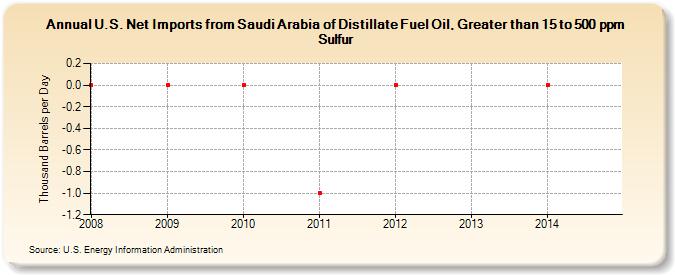 Annual U.S. Net Imports from Saudi Arabia of Distillate Fuel Oil, Greater than 15 to 500 ppm
Sulfur
Thousand Barrels per Day
0.2
0.0
-0.2
-0.4
-0.6
-0.8
-1.0
-1.2
2008 2009 2010 2011 2012 2013 2014
Source: U.S. Energy Information Administration